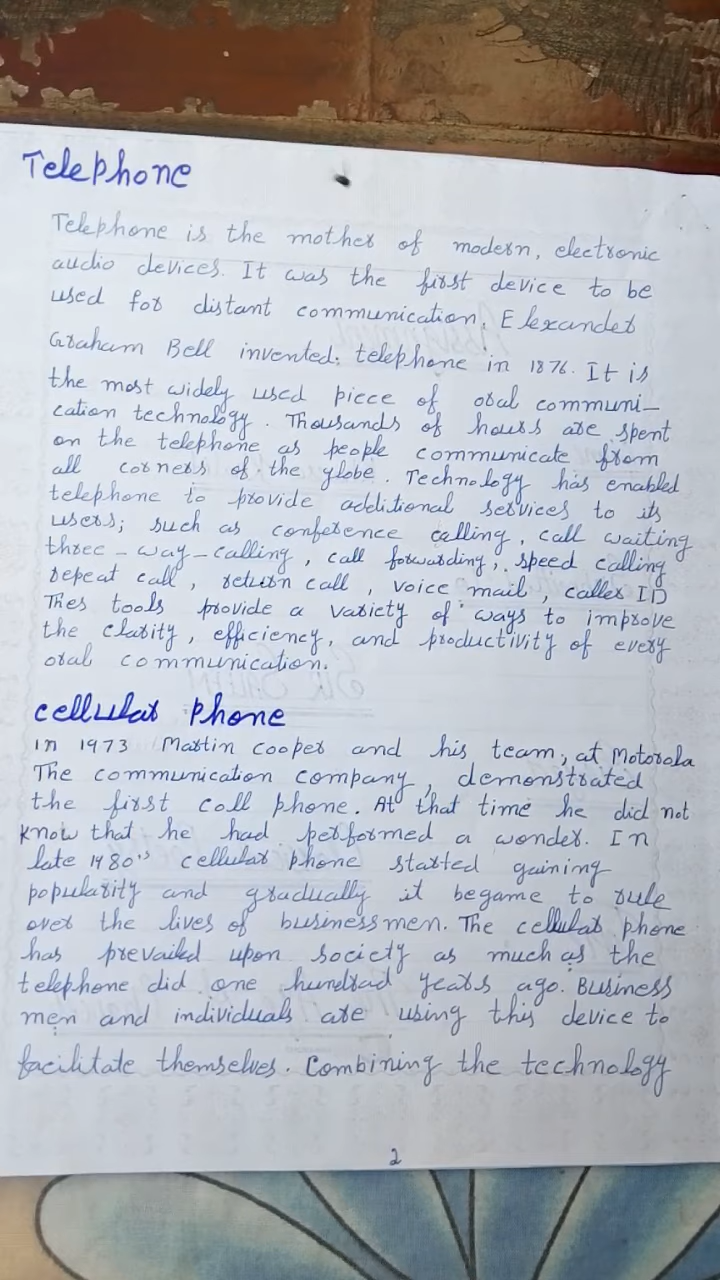 Telephone
Telephone is the mother of modern, electronic
audio devices. It was the first device to be
used for distant communication. Elexander
Graham Bell invented telephone in 1876. It is
the most widely used piece of oral communi-
cation technology. Thousands of hours are spent
on the telephone as people communicate from
all corners of the globe. Technology has enabled
telephone to provide additional services to its
users; such as conference calling, call waiting
three-way-calling, call forwarding, speed calling
repeat call, return call, voice mail, caller ID
Thes tools provide a variety of ways to improve
the clarity, efficiency, and productivity of every
oral communication.
cellular phone
in 1973 Martin cooper and his team, at Motorola
The communication company, demonstrated
the first coll phone. At that time he did not
know that he had performed a wonder. In
late 1980's cellular phone started gaining
popularity and gradually it begame to rule
over the lives of businessmen. The cellular phone
has prevailed upon society as much as the
telephone did one hundrad years ago. Business
men and individuals are using this device to
facilitate themselves. Combining the technology
2